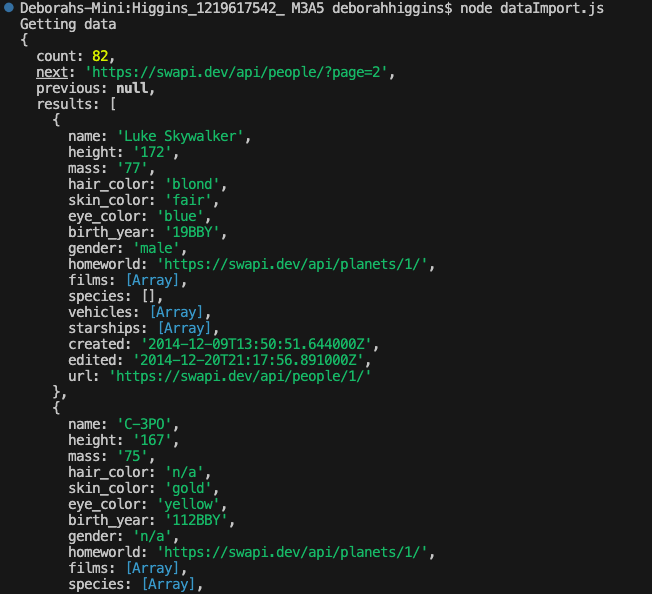 Deborahs-Mini:Higgins_1219617542_ M3A5 deborahhiggins$ node dataImport.js
Getting data
{
  count: 82,
  next: 'https://swapi.dev/api/people/?page=2',
  previous: null,
  results: [
    {
      name: 'Luke Skywalker',
      height: '172',
      mass: '77',
      hair_color: 'blond',
      skin_color: 'fair',
      eye_color: 'blue',
      birth_year: '19BBY',
      gender: 'male',
      homeworld: 'https://swapi.dev/api/planets/1/',
      films: [Array],
      species: [],
      vehicles: [Array],
      starships: [Array],
      created: '2014-12-09T13:50:51.644000Z',
      edited: '2014-12-20T21:17:56.891000Z',
      url: 'https://swapi.dev/api/people/1/'
    },
    {
      name: 'C-3PO',
      height: '167',
      mass: '75',
      hair_color: 'n/a',
      skin_color: 'gold',
      eye_color: 'yellow',
      birth_year: '112BBY',
      gender: 'n/a',
      homeworld: 'https://swapi.dev/api/planets/1/',
      films: [Array],
      species: [Array],